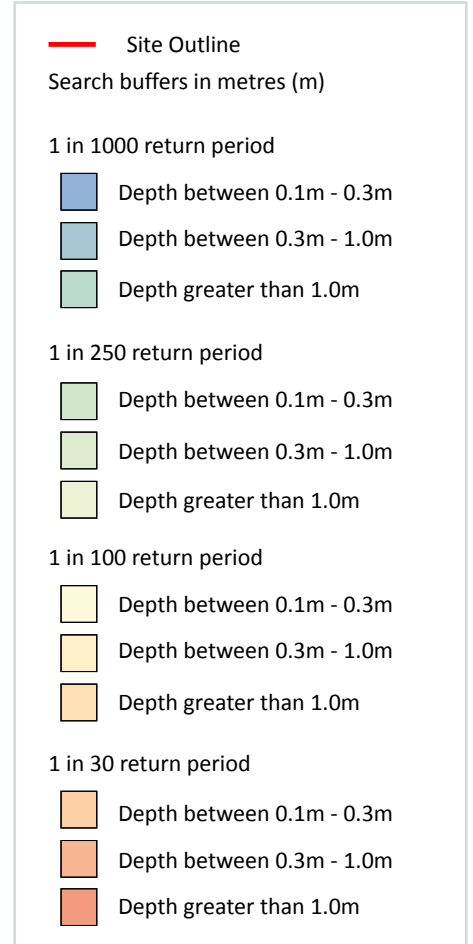 Site Outline
Search buffers in metres (m)
1 in 1000 return period
Depth between 0.1m - 0.3m
Depth between 0.3m - 1.0m
Depth greater than 1.0m
1 in 250 return period
Depth between 0.1m - 0.3m
Depth between 0.3m - 1.0m
Depth greater than 1.0m
1 in 100 return period
Depth between 0.1m - 0.3m
Depth between 0.3m - 1.0m
Depth greater than 1.0m
1 in 30 return period
Depth between 0.1m - 0.3m
Depth between 0.3m - 1.0m
Depth greater than 1.0m